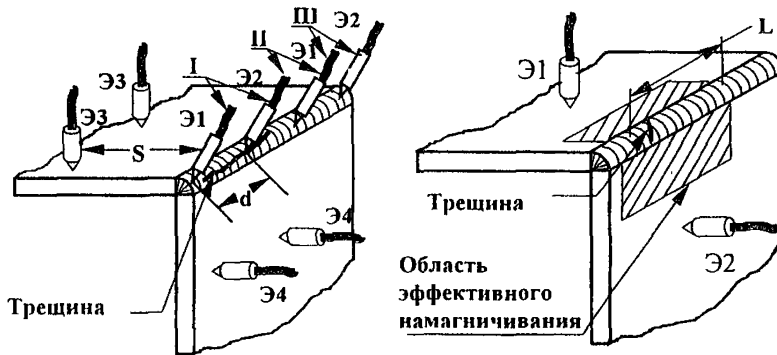 III
Э2
II
Э1
I
Э2
Э3
Э3
Э1
S
d
Э4
Э4
Трещина
L
Э1
Трещина
Э2
Область
эффективного
намагничивания